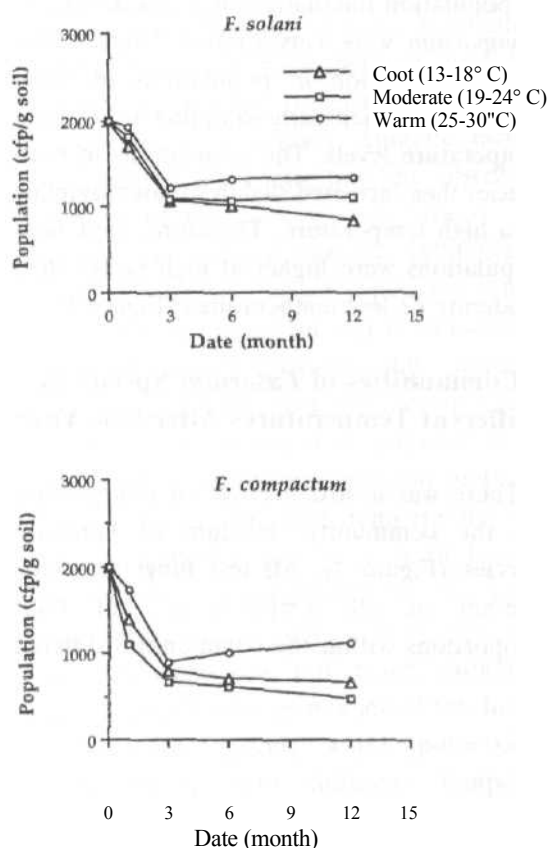 F. solani
3000
2000
1000
0
Population (cfp/g soil)
Coot (13-18° C)
Moderate (19-24° C)
Warm (25-30"C)
0 3 6 9 12 15
Date (month)
F. compactum
3000
2000
1000
0
Population (cfp/g soil)
0 3 6 9 12 15
Date (month)